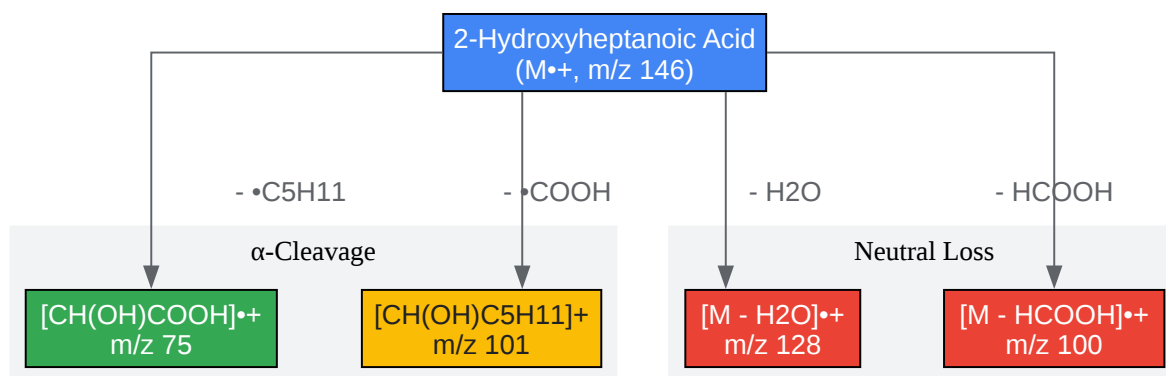 2-Hydroxyheptanoic Acid
(M•+, m/z 146)
- •C5H11
- •COOH
- H2O
- HCOOH
α-Cleavage
Neutral Loss
[CH(OH)COOH]•+
m/z 75
[CH(OH)C5H11]+
m/z 101
[M - H2O]•+
m/z 128
[M - HCOOH]•+
m/z 100